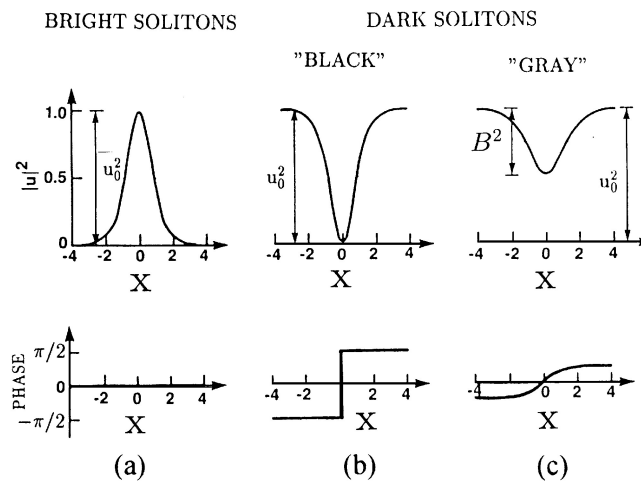 BRIGHT SOLITONS DARK SOLITONS
"BLACK" "GRAY"
1.0
0.5
0
|u|²
u₀²
u₀²
B²
u₀²
-4 -2 0 2 4
-4 -2 0 2 4
-4 -2 0 2 4
X X X
PHASE
π/2
0
-π/2
-2 0 2 4
-4 -2 0 2 4
-4 -2 0 2 4
X X X
(a) (b) (c)